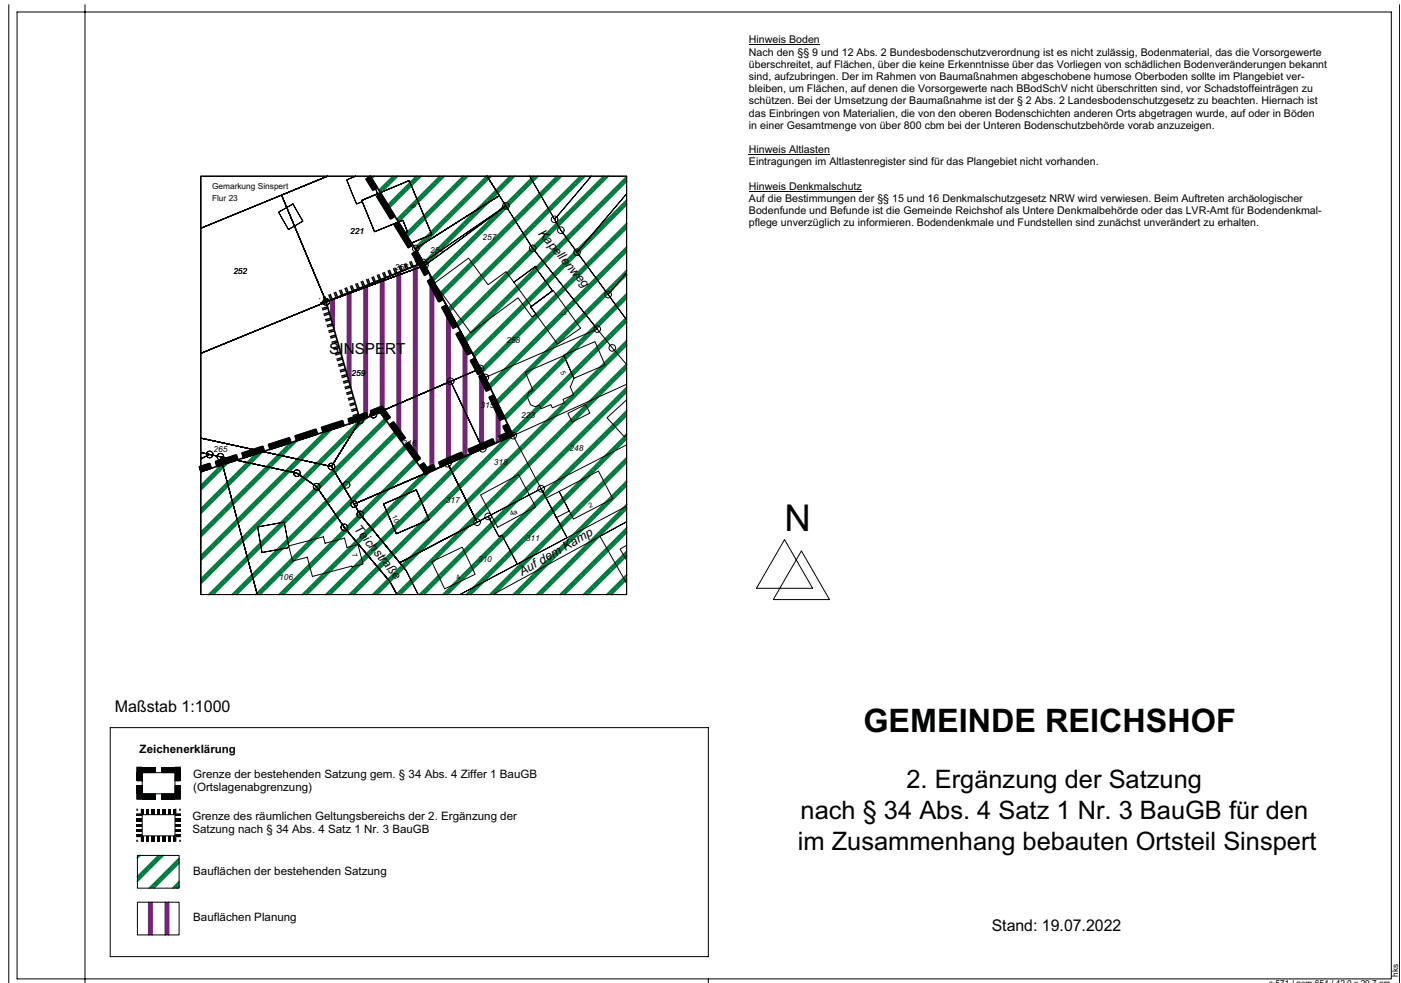 Hinweis Boden
Nach den §§ 9 und 12 Abs. 2 Bundesbodenschutzverordnung ist es nicht zulässig, Bodenmaterial, das die Vorsorgewerte
überschreitet, auf Flächen, über die keine Erkenntnisse über das Vorliegen von schädlichen Bodenveränderungen bekannt
sind, aufzubringen. Der im Rahmen von Baumaßnahmen abgeschobene humose Oberboden sollte im Plangebiet ver-
bleiben, um Flächen, auf denen die Vorsorgewerte nach BBodSchV nicht überschritten sind, vor Schadstoffeinträgen zu
schützen. Bei der Umsetzung der Baumaßnahme ist der § 2 Abs. 2 Landesbodenschutzgesetz zu beachten. Hiernach ist
das Einbringen von Materialien, die von den oberen Bodenschichten anderen Orts abgetragen wurde, auf oder in Böden
in einer Gesamtmenge von über 800 cbm bei der Unteren Bodenschutzbehörde vorab anzuzeigen.
Hinweis Altlasten
Eintragungen im Altlastenregister sind für das Plangebiet nicht vorhanden.
Hinweis Denkmalschutz
Auf die Bestimmungen der §§ 15 und 16 Denkmalschutzgesetz NRW wird verwiesen. Beim Auftreten archäologischer
Bodenfunde und Befunde ist die Gemeinde Reichshof als Untere Denkmalbehörde oder das LVR-Amt für Bodendenkmal-
pflege unverzüglich zu informieren. Bodendenkmale und Fundstellen sind zunächst unverändert zu erhalten.
Gemarkung Sinspert
Flur 23
221
257
Kapellenweg
252
258
SINSPERT
259
5
223
248
265
318
317
2
311
Auf dem Kamp
310
Teichstraße
7
106
N
Maßstab 1:1000
Zeichenerklärung
Grenze der bestehenden Satzung gem. § 34 Abs. 4 Ziffer 1 BauGB
(Ortslagenabgrenzung)
Grenze des räumlichen Geltungsbereichs der 2. Ergänzung der
Satzung nach § 34 Abs. 4 Satz 1 Nr. 3 BauGB
Bauflächen der bestehenden Satzung
Bauflächen Planung
GEMEINDE REICHSHOF
2. Ergänzung der Satzung
nach § 34 Abs. 4 Satz 1 Nr. 3 BauGB für den
im Zusammenhang bebauten Ortsteil Sinspert
Stand: 19.07.2022
hks